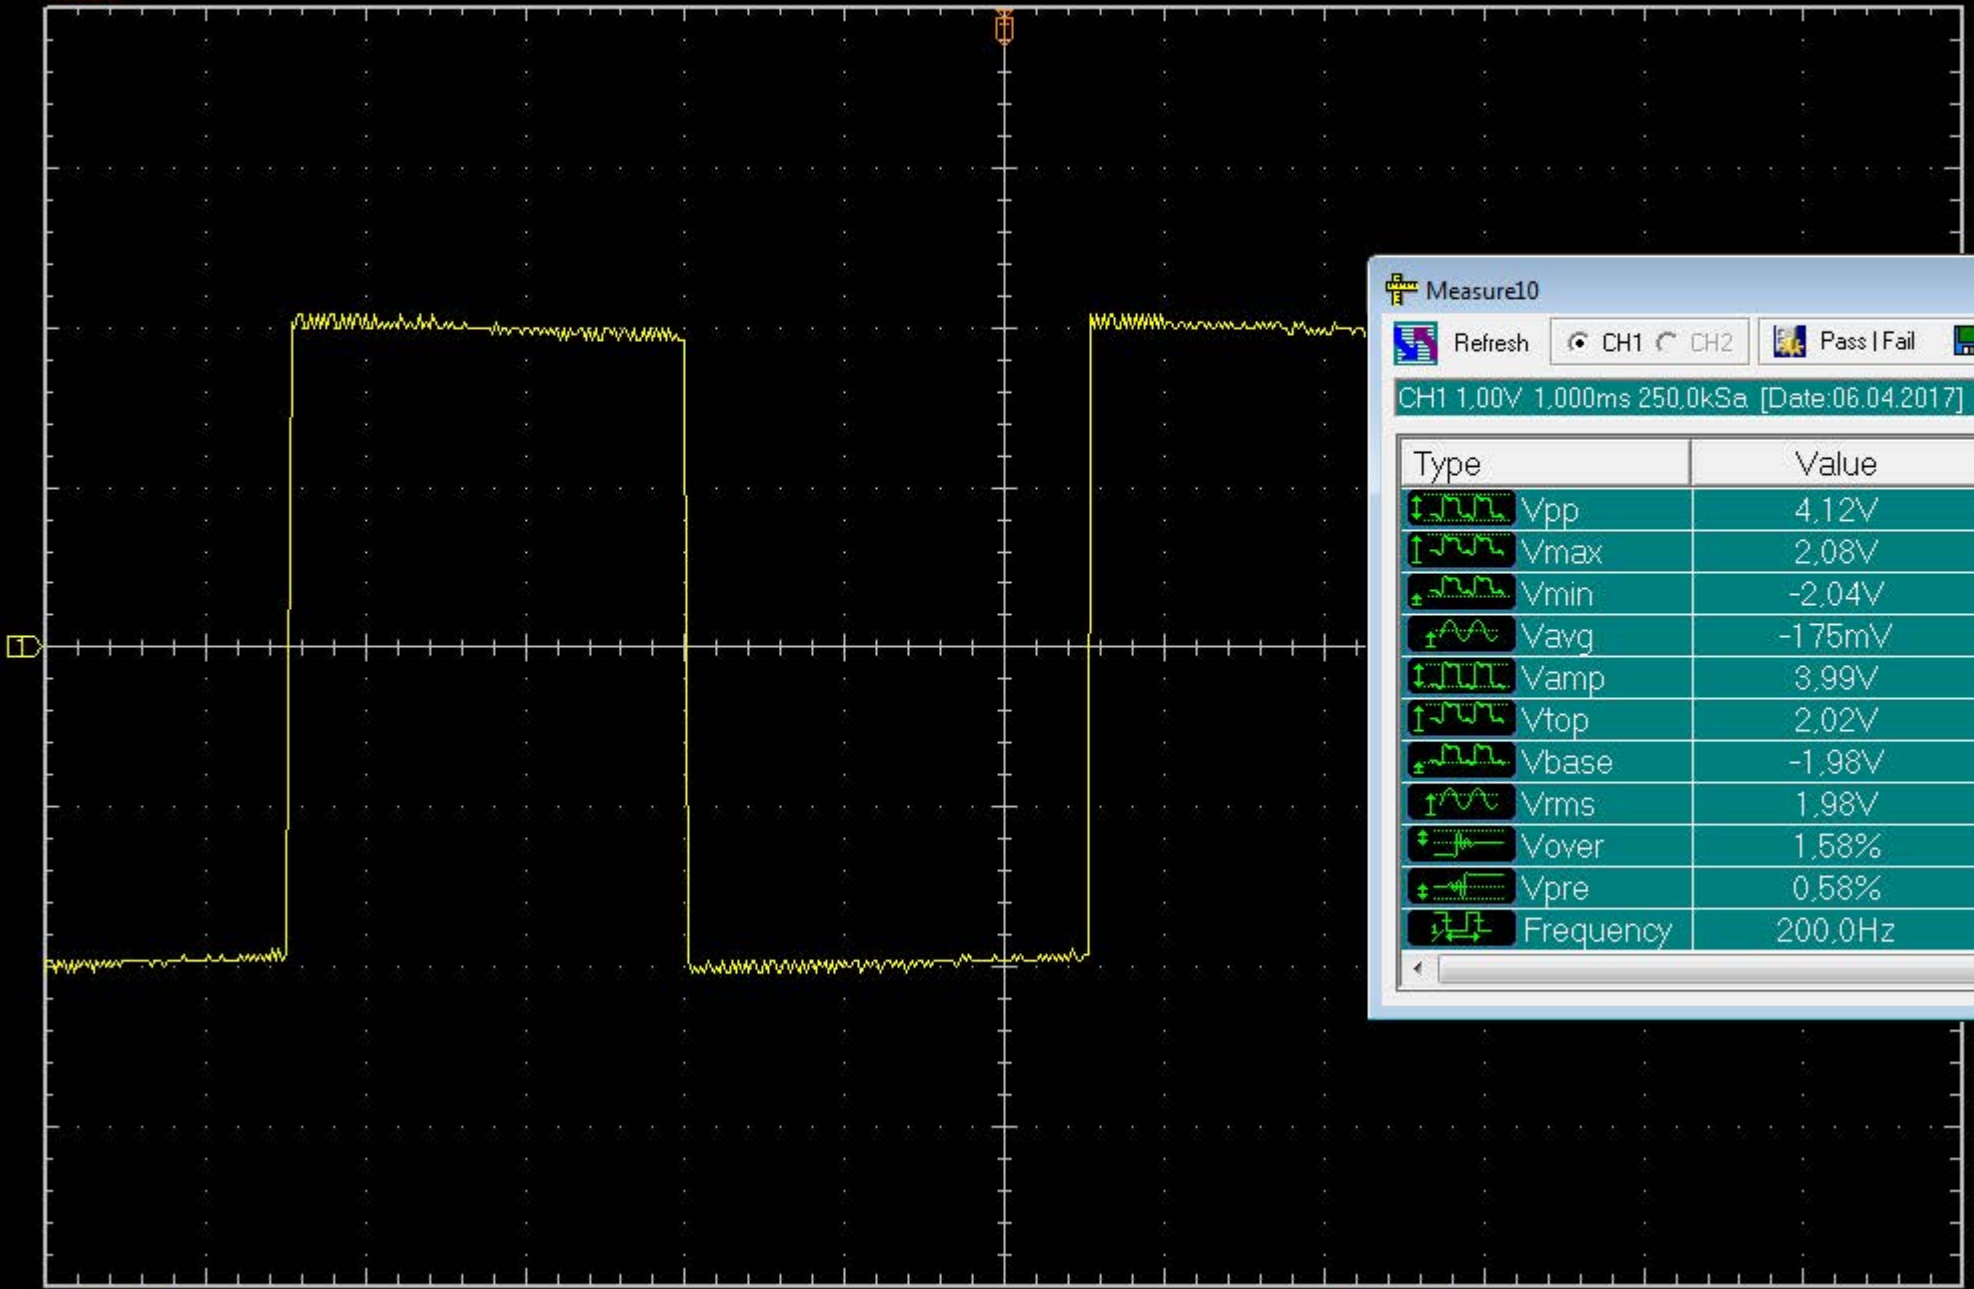 1
Measure10
Refresh CH1 CH2 Pass | Fail
CH1 1,00V 1,000ms 250,0kSa [Date:06.04.2017]
Type Value
Vpp 4,12V
Vmax 2,08V
Vmin -2,04V
Vavg -175mV
Vamp 3,99V
Vtop 2,02V
Vbase -1,98V
Vrms 1,98V
Vover 1,58%
Vpre 0,58%
Frequency 200,0Hz